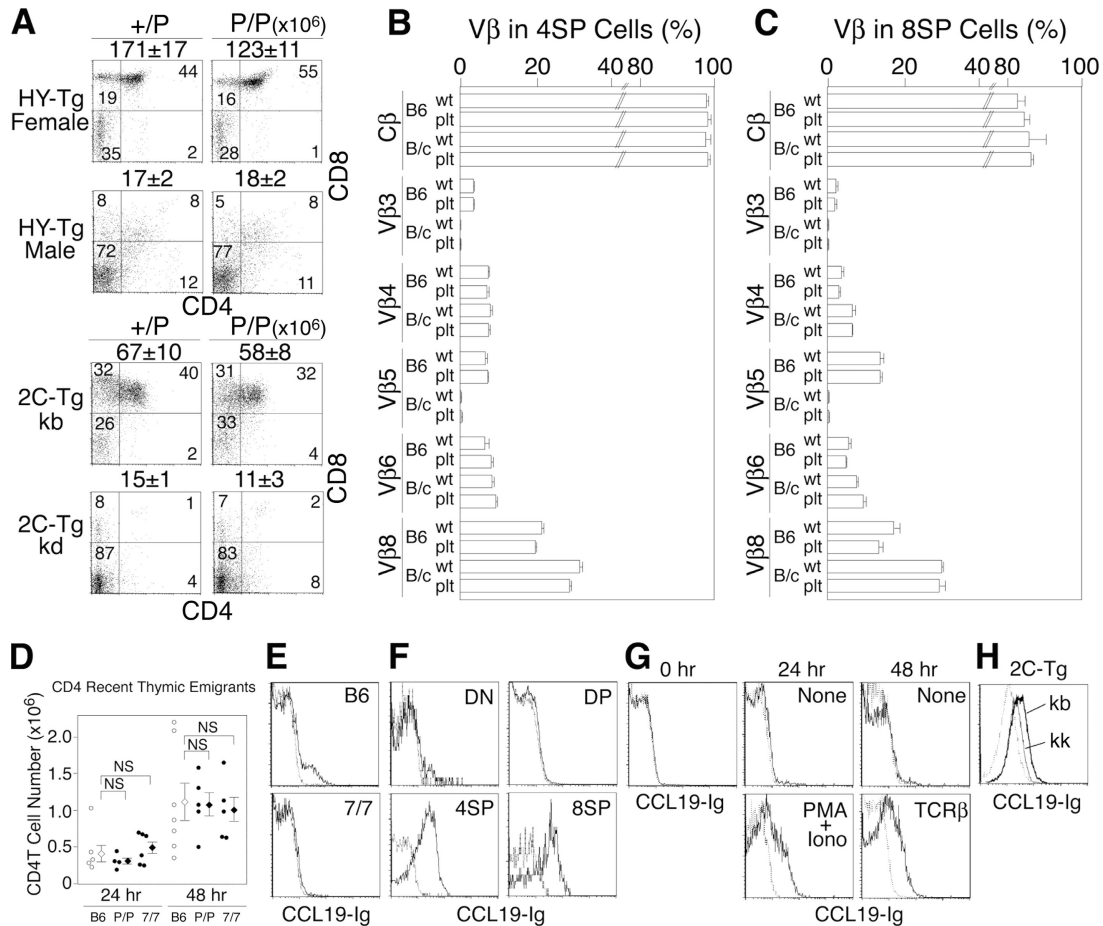 A
+/P P/P(x10⁶)
171±17 123±11
HY-Tg
Female
44
19
35 2
55
16
28 1
CD8
17±2 18±2
HY-Tg
Male
8 8
72
12
5 8
77
11
CD4
+/P P/P(x10⁶)
67±10 58±8
2C-Tg
kb
32 40
26
2
31 32
33
4
CD8
15±1 11±3
2C-Tg
kd
8 1
87
4
7 2
83
8
CD4
B
Vβ in 4SP Cells (%)
0 20 40 80 100
Cβ
B6 wt
plt
B/c wt
plt
Vβ3
B6 wt
plt
B/c wt
plt
Vβ4
B6 wt
plt
B/c wt
plt
Vβ5
B6 wt
plt
B/c wt
plt
Vβ6
B6 wt
plt
B/c wt
plt
Vβ8
B6 wt
plt
B/c wt
plt
C
Vβ in 8SP Cells (%)
0 20 40 80 100
Cβ
B6 wt
plt
B/c wt
plt
Vβ3
B6 wt
plt
B/c wt
plt
Vβ4
B6 wt
plt
B/c wt
plt
Vβ5
B6 wt
plt
B/c wt
plt
Vβ6
B6 wt
plt
B/c wt
plt
Vβ8
B6 wt
plt
B/c wt
plt
D
CD4 Recent Thymic Emigrants
CD4T Cell Number (x10⁶)
2.0
1.5
1.0
0.5
0
NS
NS
NS
NS
24 hr 48 hr
B6 P/P 7/7 B6 P/P 7/7
E
B6
7/7
CCL19-Ig
F
DN DP
4SP 8SP
CCL19-Ig
G
0 hr 24 hr 48 hr
CCL19-Ig
None None
PMA
+
Iono
TCRβ
CCL19-Ig
H
2C-Tg
kb
kk
CCL19-Ig